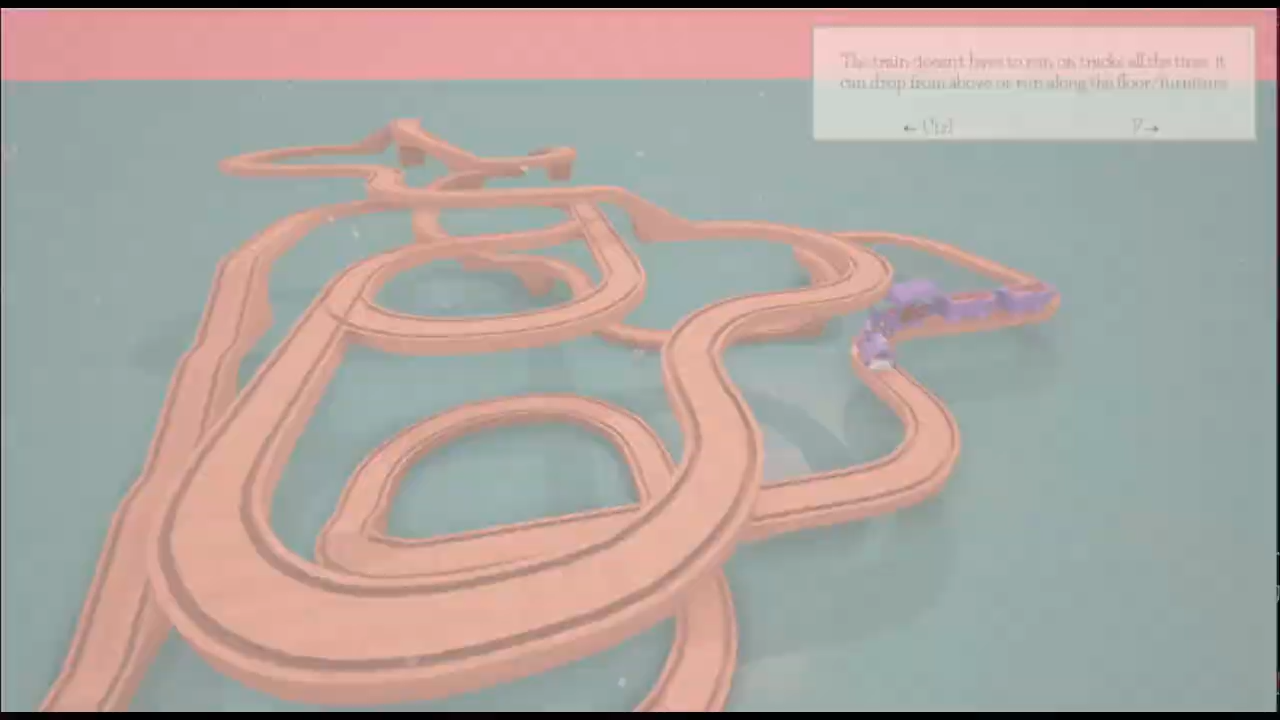 The train doesn't have to run on tracks all the time. it
can drop from above or run along the floor/furniture